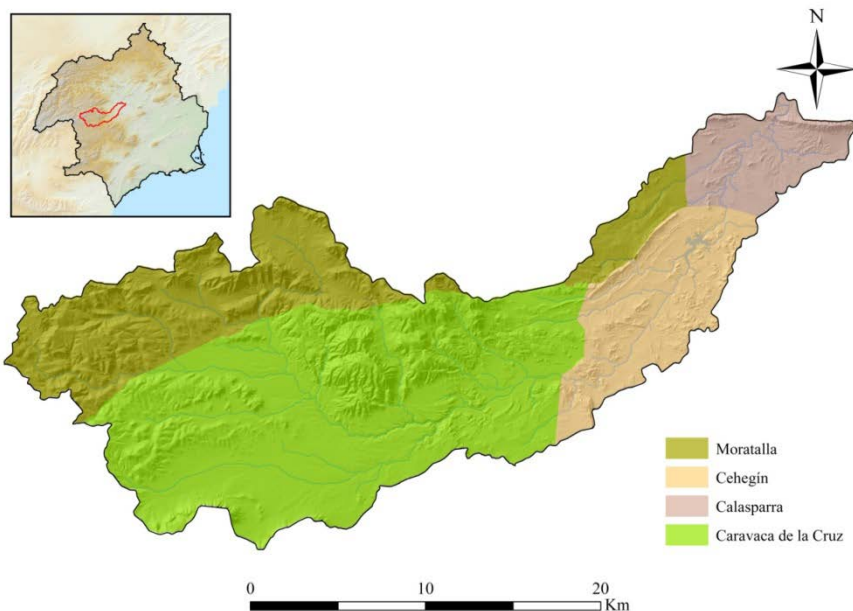 N
Moratalla
Cehegín
Calasparra
Caravaca de la Cruz
0 10 20
Km